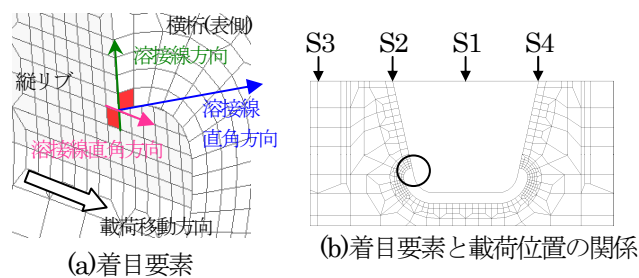 横桁(表側)
溶接線方向
縦リブ
溶接線
直角方向
溶接線直角方向
載荷移動方向
(a)着目要素
S3 S2 S1 S4
(b)着目要素と載荷位置の関係